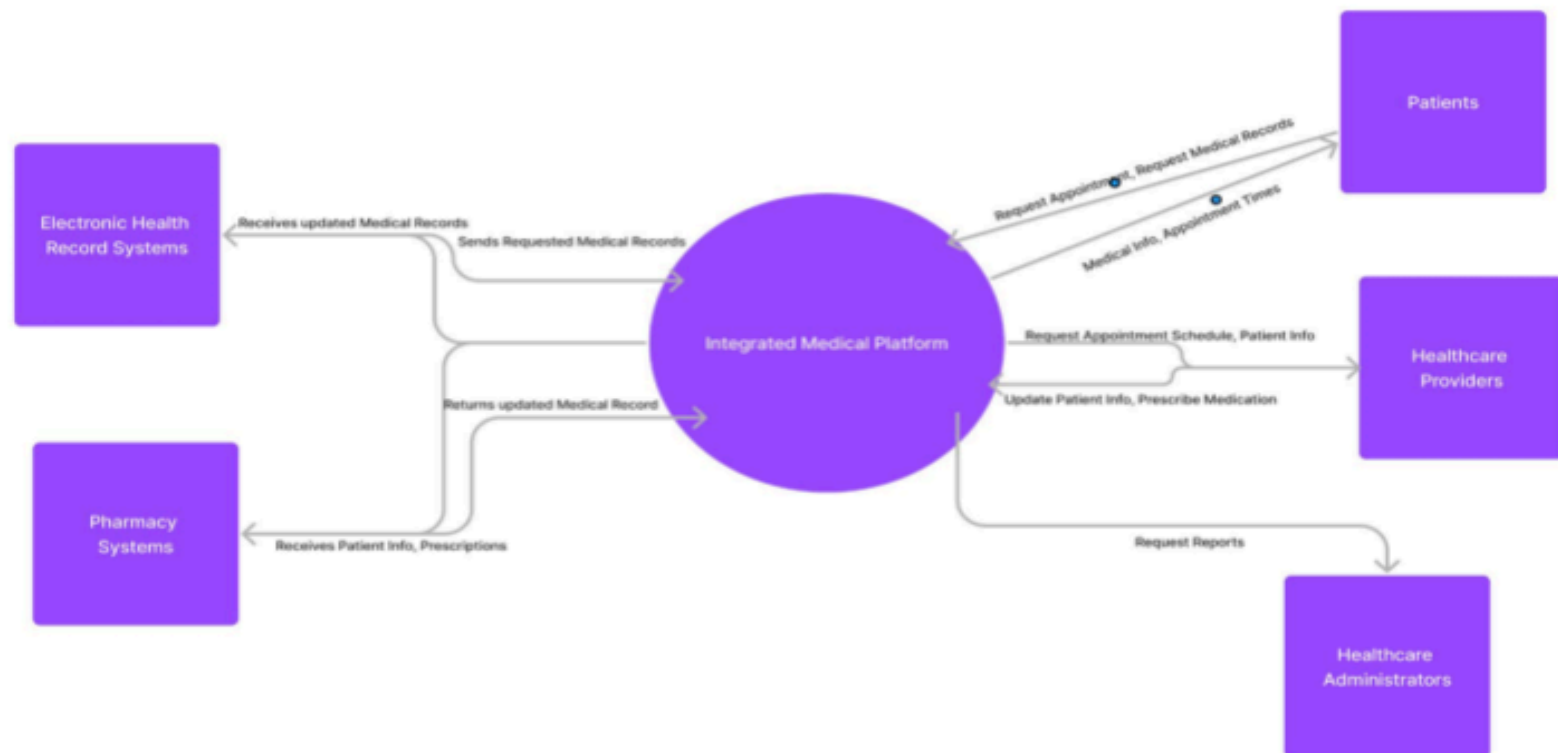 Patients
Request Appointment, Request Medical Records
Medical Info, Appointment Times
Electronic Health
Record Systems
Receives updated Medical Records
Sends Requested Medical Records
Integrated Medical Platform
Request Appointment Schedule, Patient Info
Healthcare
Providers
Update Patient Info, Prescribe Medication
Returns updated Medical Record
Pharmacy
Systems
Receives Patient Info, Prescriptions
Request Reports
Healthcare
Administrators